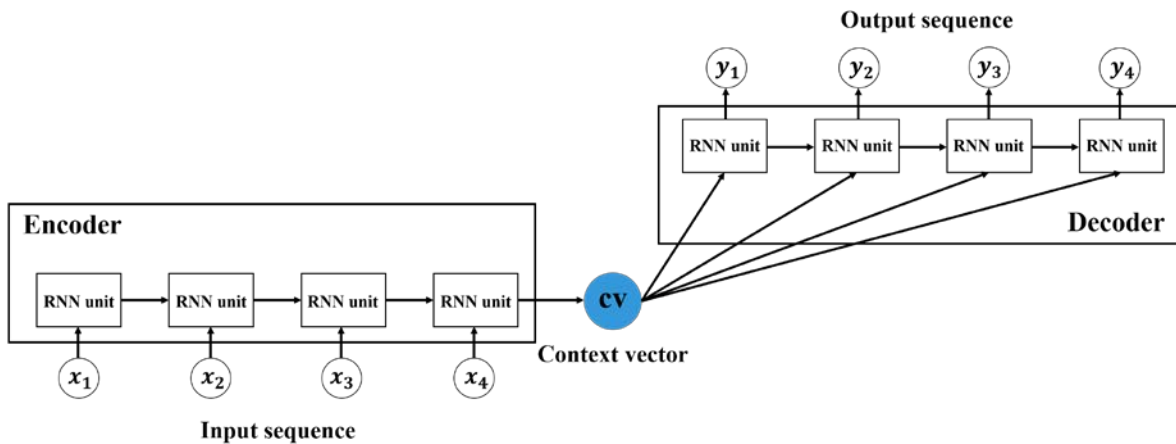 Output sequence
y₁ y₂ y₃ y₄
RNN unit RNN unit RNN unit RNN unit
Decoder
Encoder
RNN unit RNN unit RNN unit RNN unit
cv
Context vector
x₁ x₂ x₃ x₄
Input sequence